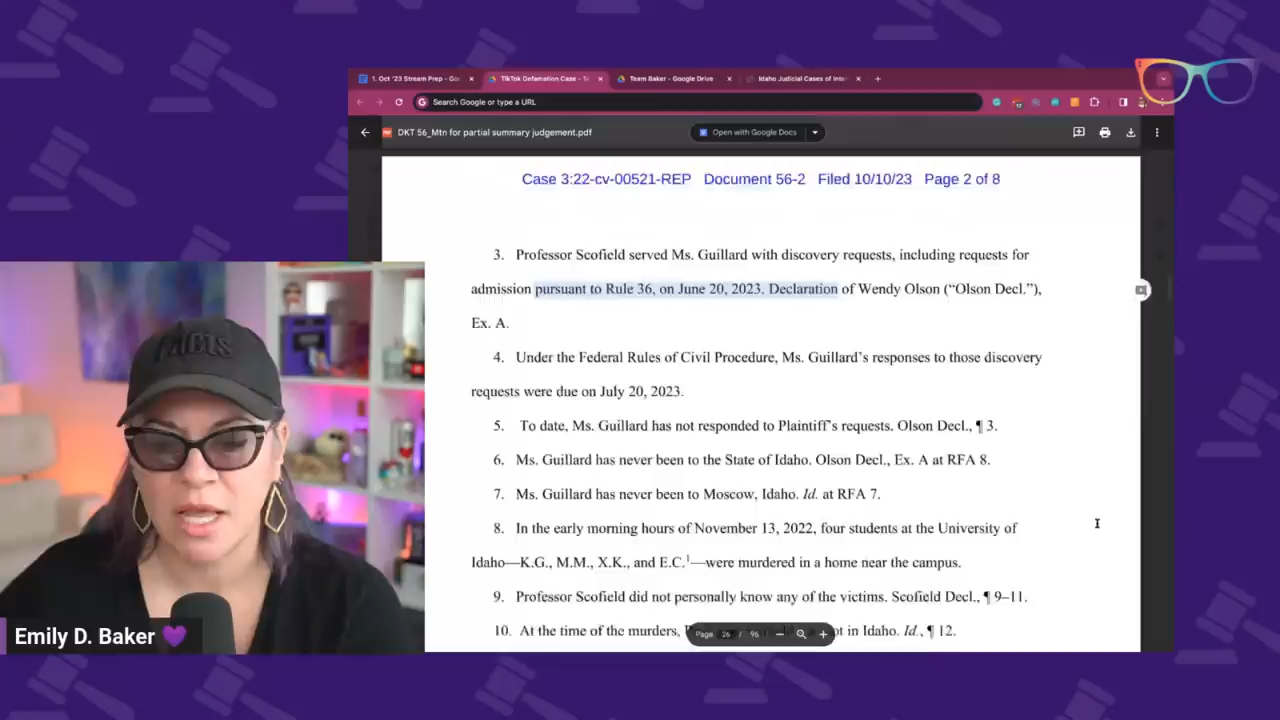 1. Oct '23 Stream Prep - Goo
TikTok Defamation Case - 
Team Baker - Google Drive
Idaho Judicial Cases of Inte
Search Google or type a URL
DKT 56_Mtn for partial summary judgement.pdf
Open with Google Docs
Case 3:22-cv-00521-REP Document 56-2 Filed 10/10/23 Page 2 of 8
3. Professor Scofield served Ms. Guillard with discovery requests, including requests for
admission pursuant to Rule 36, on June 20, 2023. Declaration of Wendy Olson (“Olson Decl.”),
Ex. A.
4. Under the Federal Rules of Civil Procedure, Ms. Guillard’s responses to those discovery
requests were due on July 20, 2023.
5. To date, Ms. Guillard has not responded to Plaintiff’s requests. Olson Decl., ¶ 3.
6. Ms. Guillard has never been to the State of Idaho. Olson Decl., Ex. A at RFA 8.
7. Ms. Guillard has never been to Moscow, Idaho. Id. at RFA 7.
8. In the early morning hours of November 13, 2022, four students at the University of
Idaho—K.G., M.M., X.K., and E.C.¹—were murdered in a home near the campus.
9. Professor Scofield did not personally know any of the victims. Scofield Decl., ¶ 9–11.
10. At the time of the murders, in Idaho. Id., ¶ 12.
Page 26 / 96
FACTS
Emily D. Baker 💜